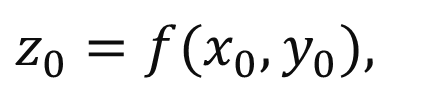 z₀ = f(x₀, y₀),